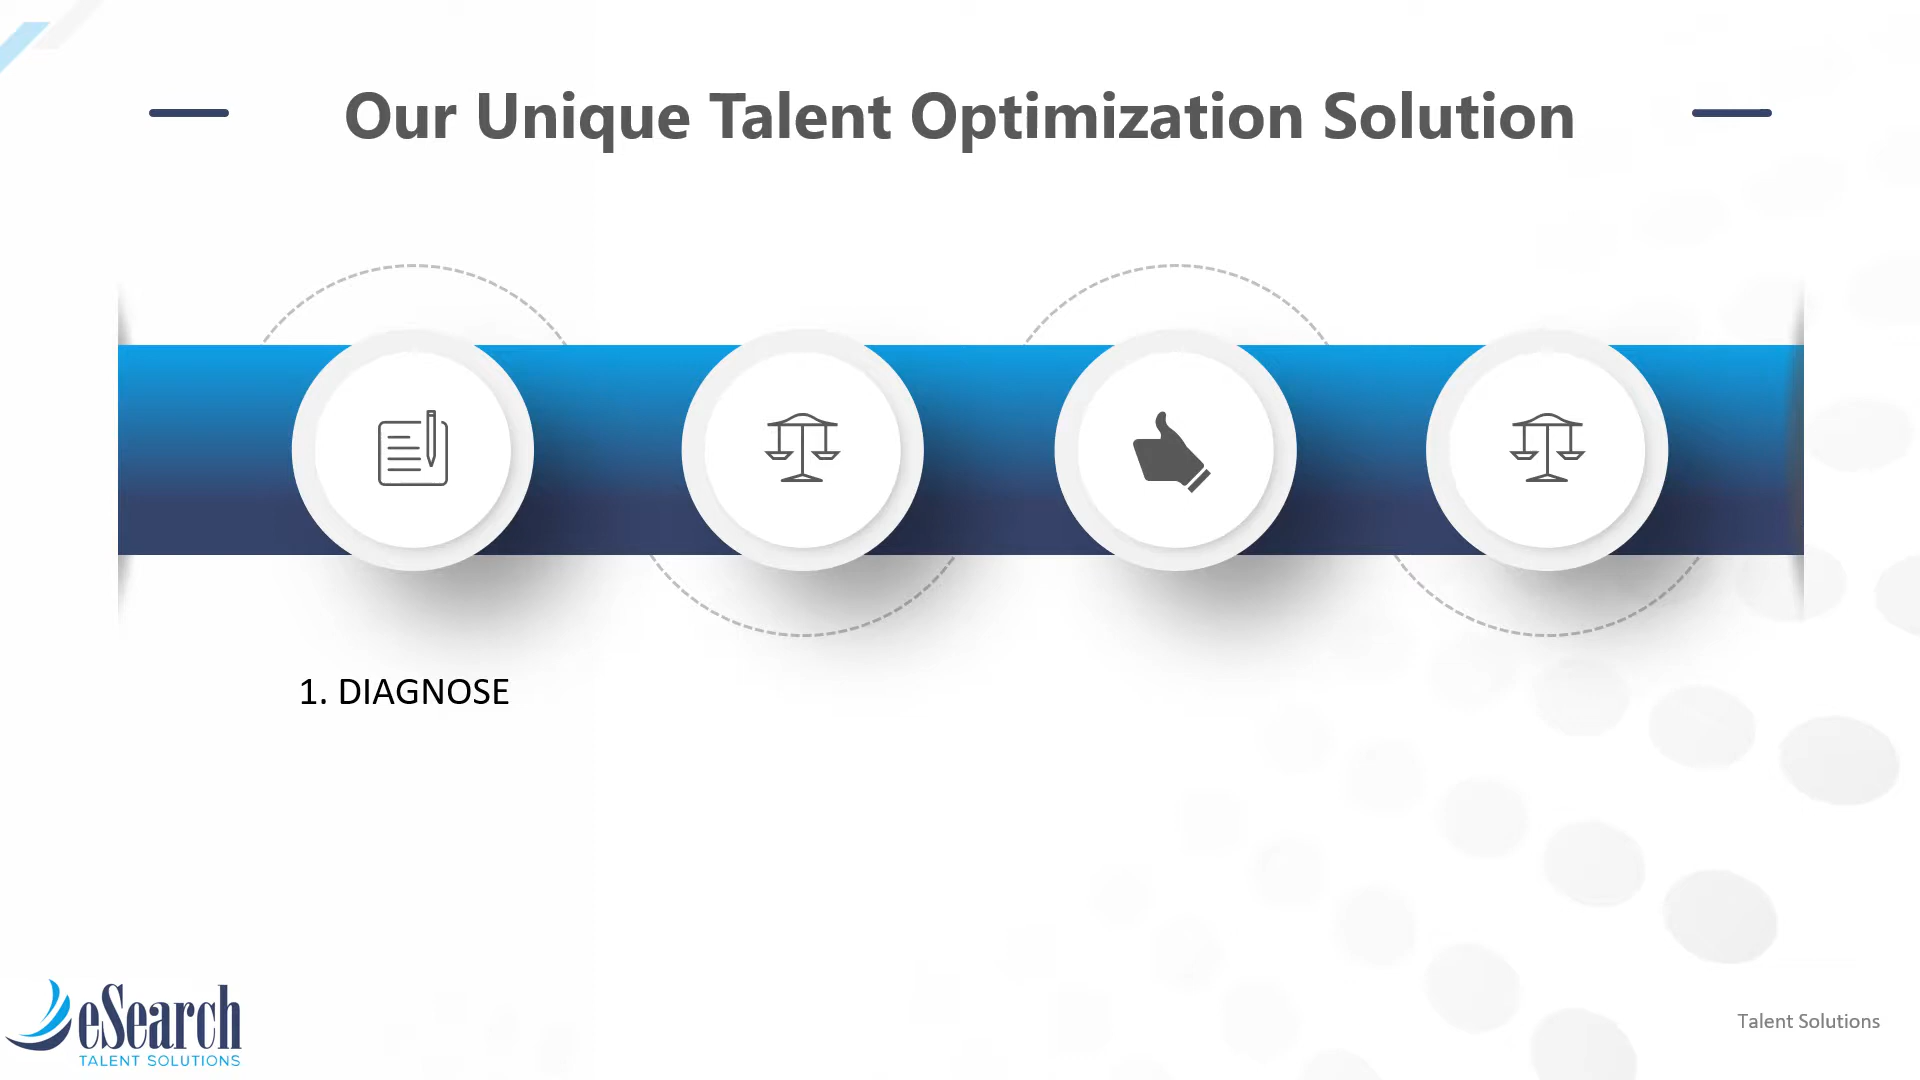 Our Unique Talent Optimization Solution
1. DIAGNOSE
eSearch
TALENT SOLUTIONS
Talent Solutions